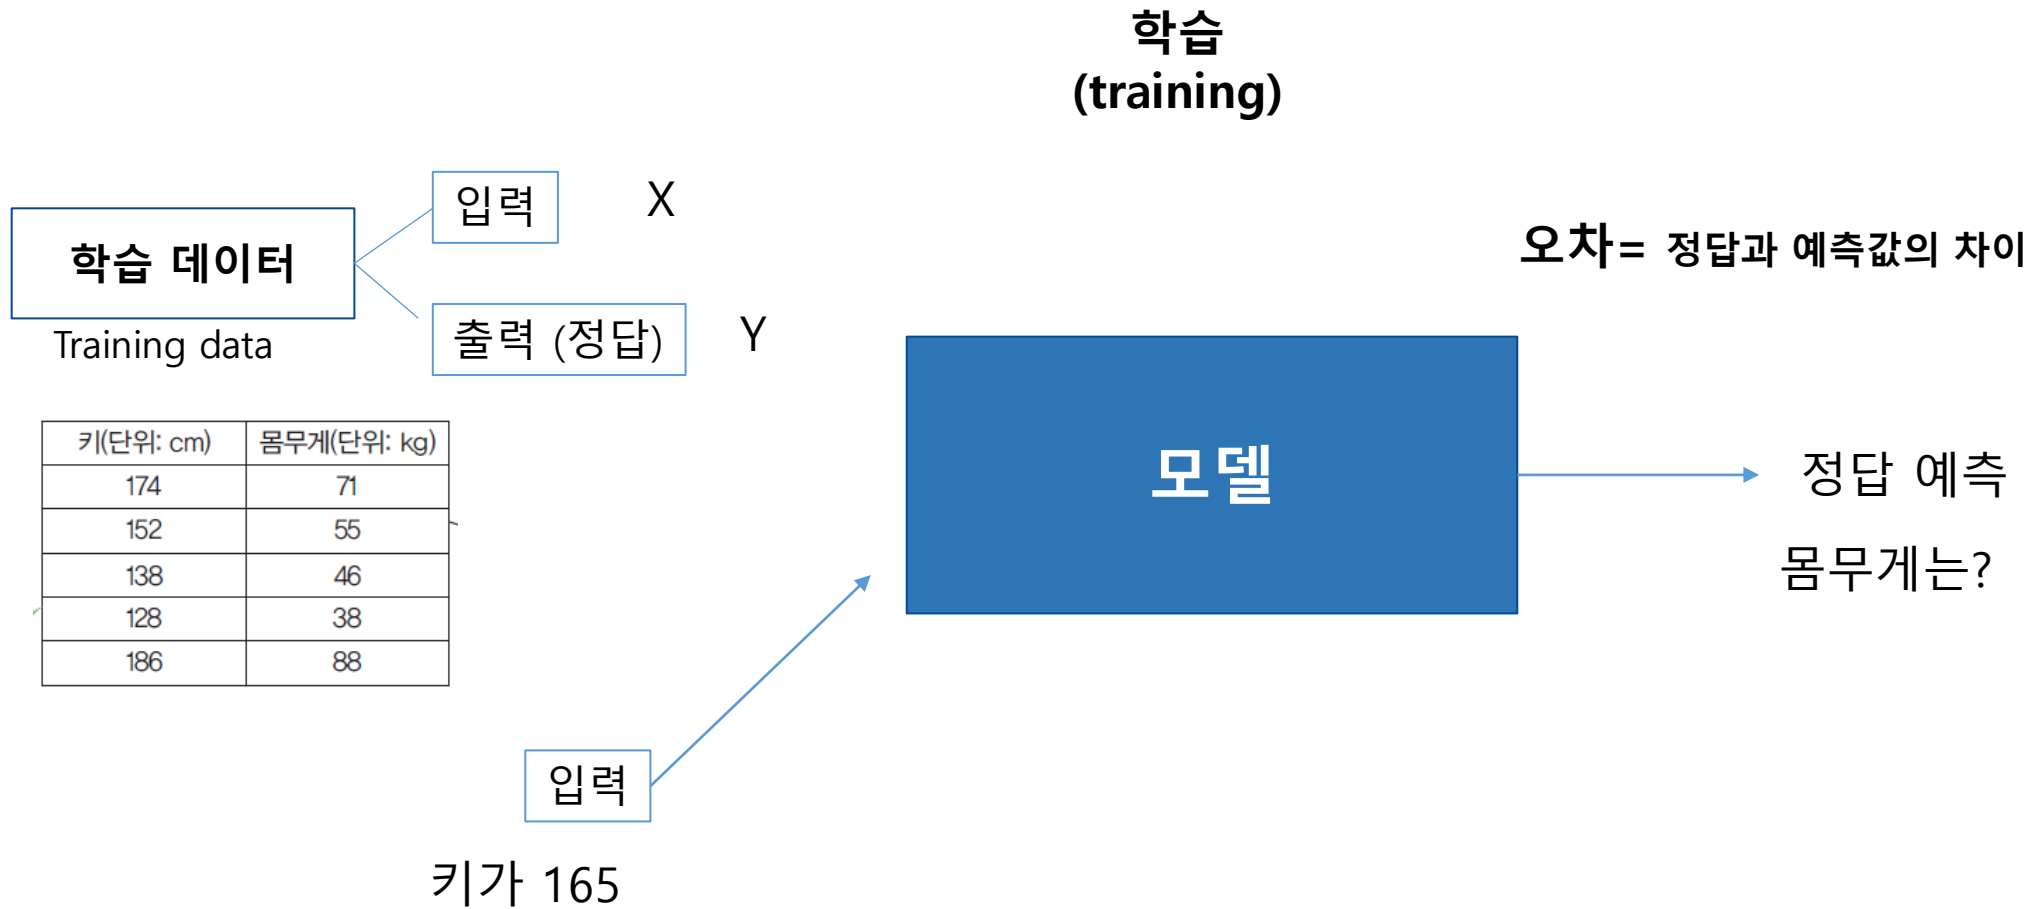 학습
(training)
입력 X
학습 데이터
오차= 정답과 예측값의 차이
출력 (정답) Y
Training data
키(단위: cm) 몸무게(단위: kg)
174 71
152 55
138 46
128 38
186 88
모델
정답 예측
몸무게는?
입력
키가 165